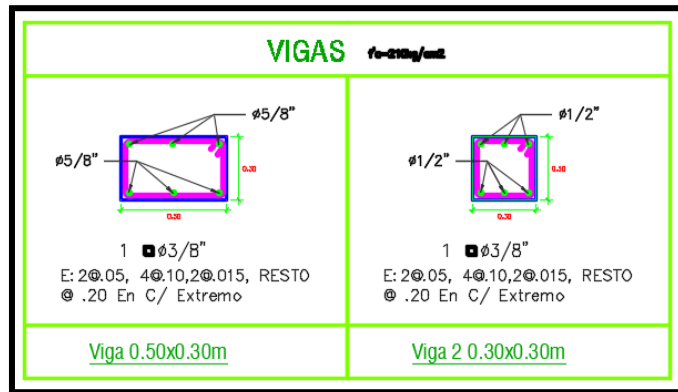 VIGAS f'c=210kg/cm2
ø5/8"
ø5/8"
0.30
0.50
1 ø3/8"
E: 2@.05, 4@.10,2@.015, RESTO
@ .20 En C/ Extremo
Viga 0.50x0.30m
ø1/2"
ø1/2"
0.30
0.30
1 ø3/8"
E: 2@.05, 4@.10,2@.015, RESTO
@ .20 En C/ Extremo
Viga 2 0.30x0.30m